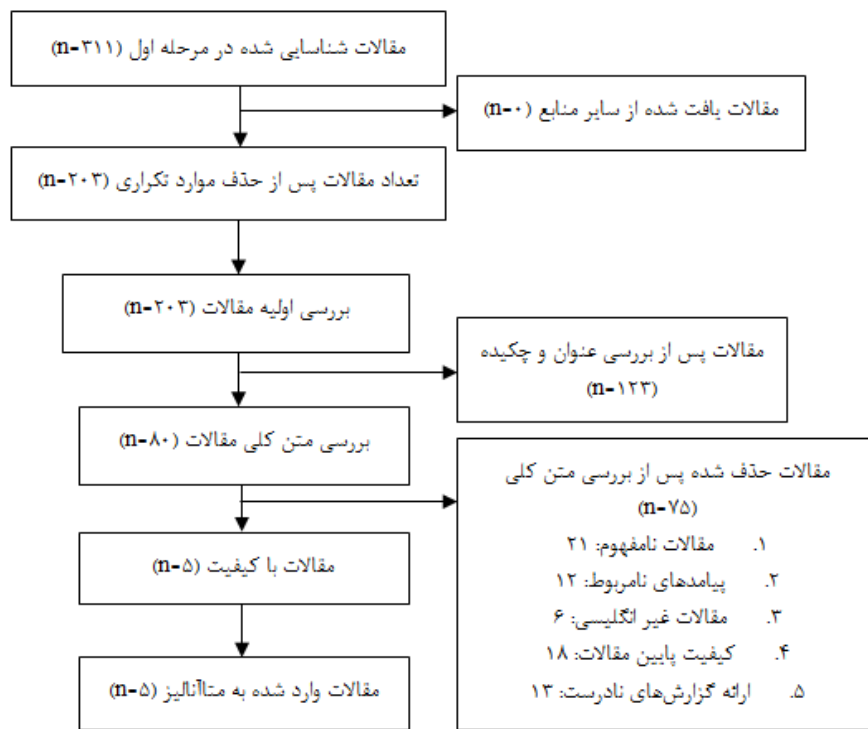 مقالات شناسایی شده در مرحله اول (n=۳۱۱)
مقالات یافت شده از سایر منابع (n=۰)
تعداد مقالات پس از حذف موارد تکراری (n=۲۰۳)
بررسی اولیه مقالات (n=۲۰۳)
مقالات پس از بررسی عنوان و چکیده
(n=۱۲۳)
بررسی متن کلی مقالات (n=۸۰)
مقالات حذف شده پس از بررسی متن کلی
(n=۷۵)
۱. مقالات نامفهوم: ۲۱
۲. پیامدهای نامربوط: ۱۲
۳. مقالات غیر انگلیسی: ۶
۴. کیفیت پایین مقالات: ۱۸
۵. ارائه گزارش‌های نادرست: ۱۳
مقالات با کیفیت (n=۵)
مقالات وارد شده به متاآنالیز (n=۵)